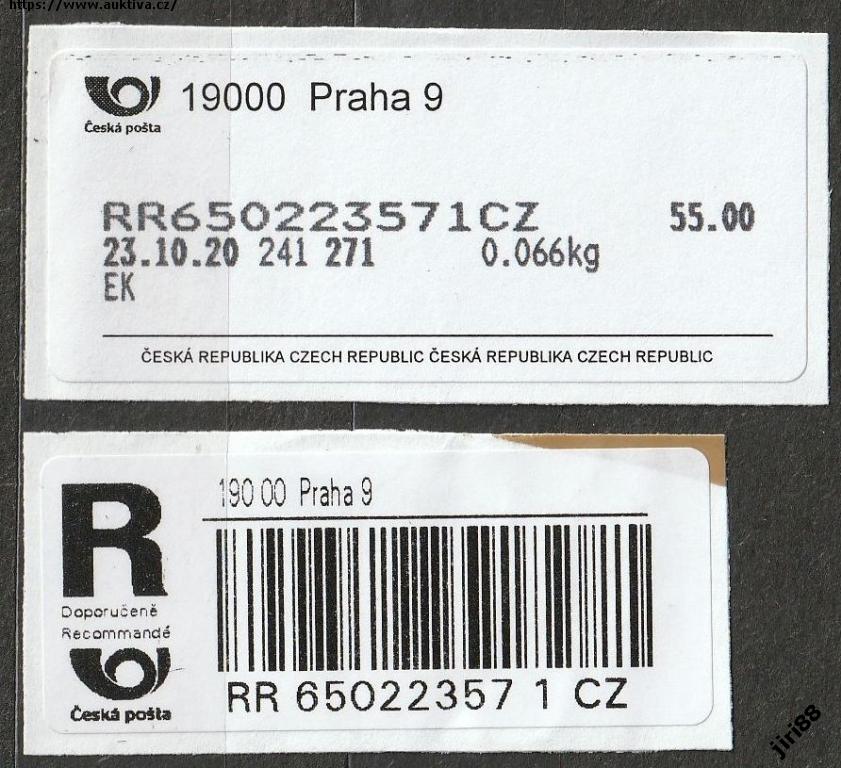 https://www.auktiva.cz/
19000 Praha 9
Česká pošta
RR650223571CZ 55.00
23.10.20 241 271 0.066kg
EK
ČESKÁ REPUBLIKA CZECH REPUBLIC ČESKÁ REPUBLIKA CZECH REPUBLIC
190 00 Praha 9
R
Doporučeně
Recommandé
Česká pošta
RR 65022357 1 CZ
jiri88